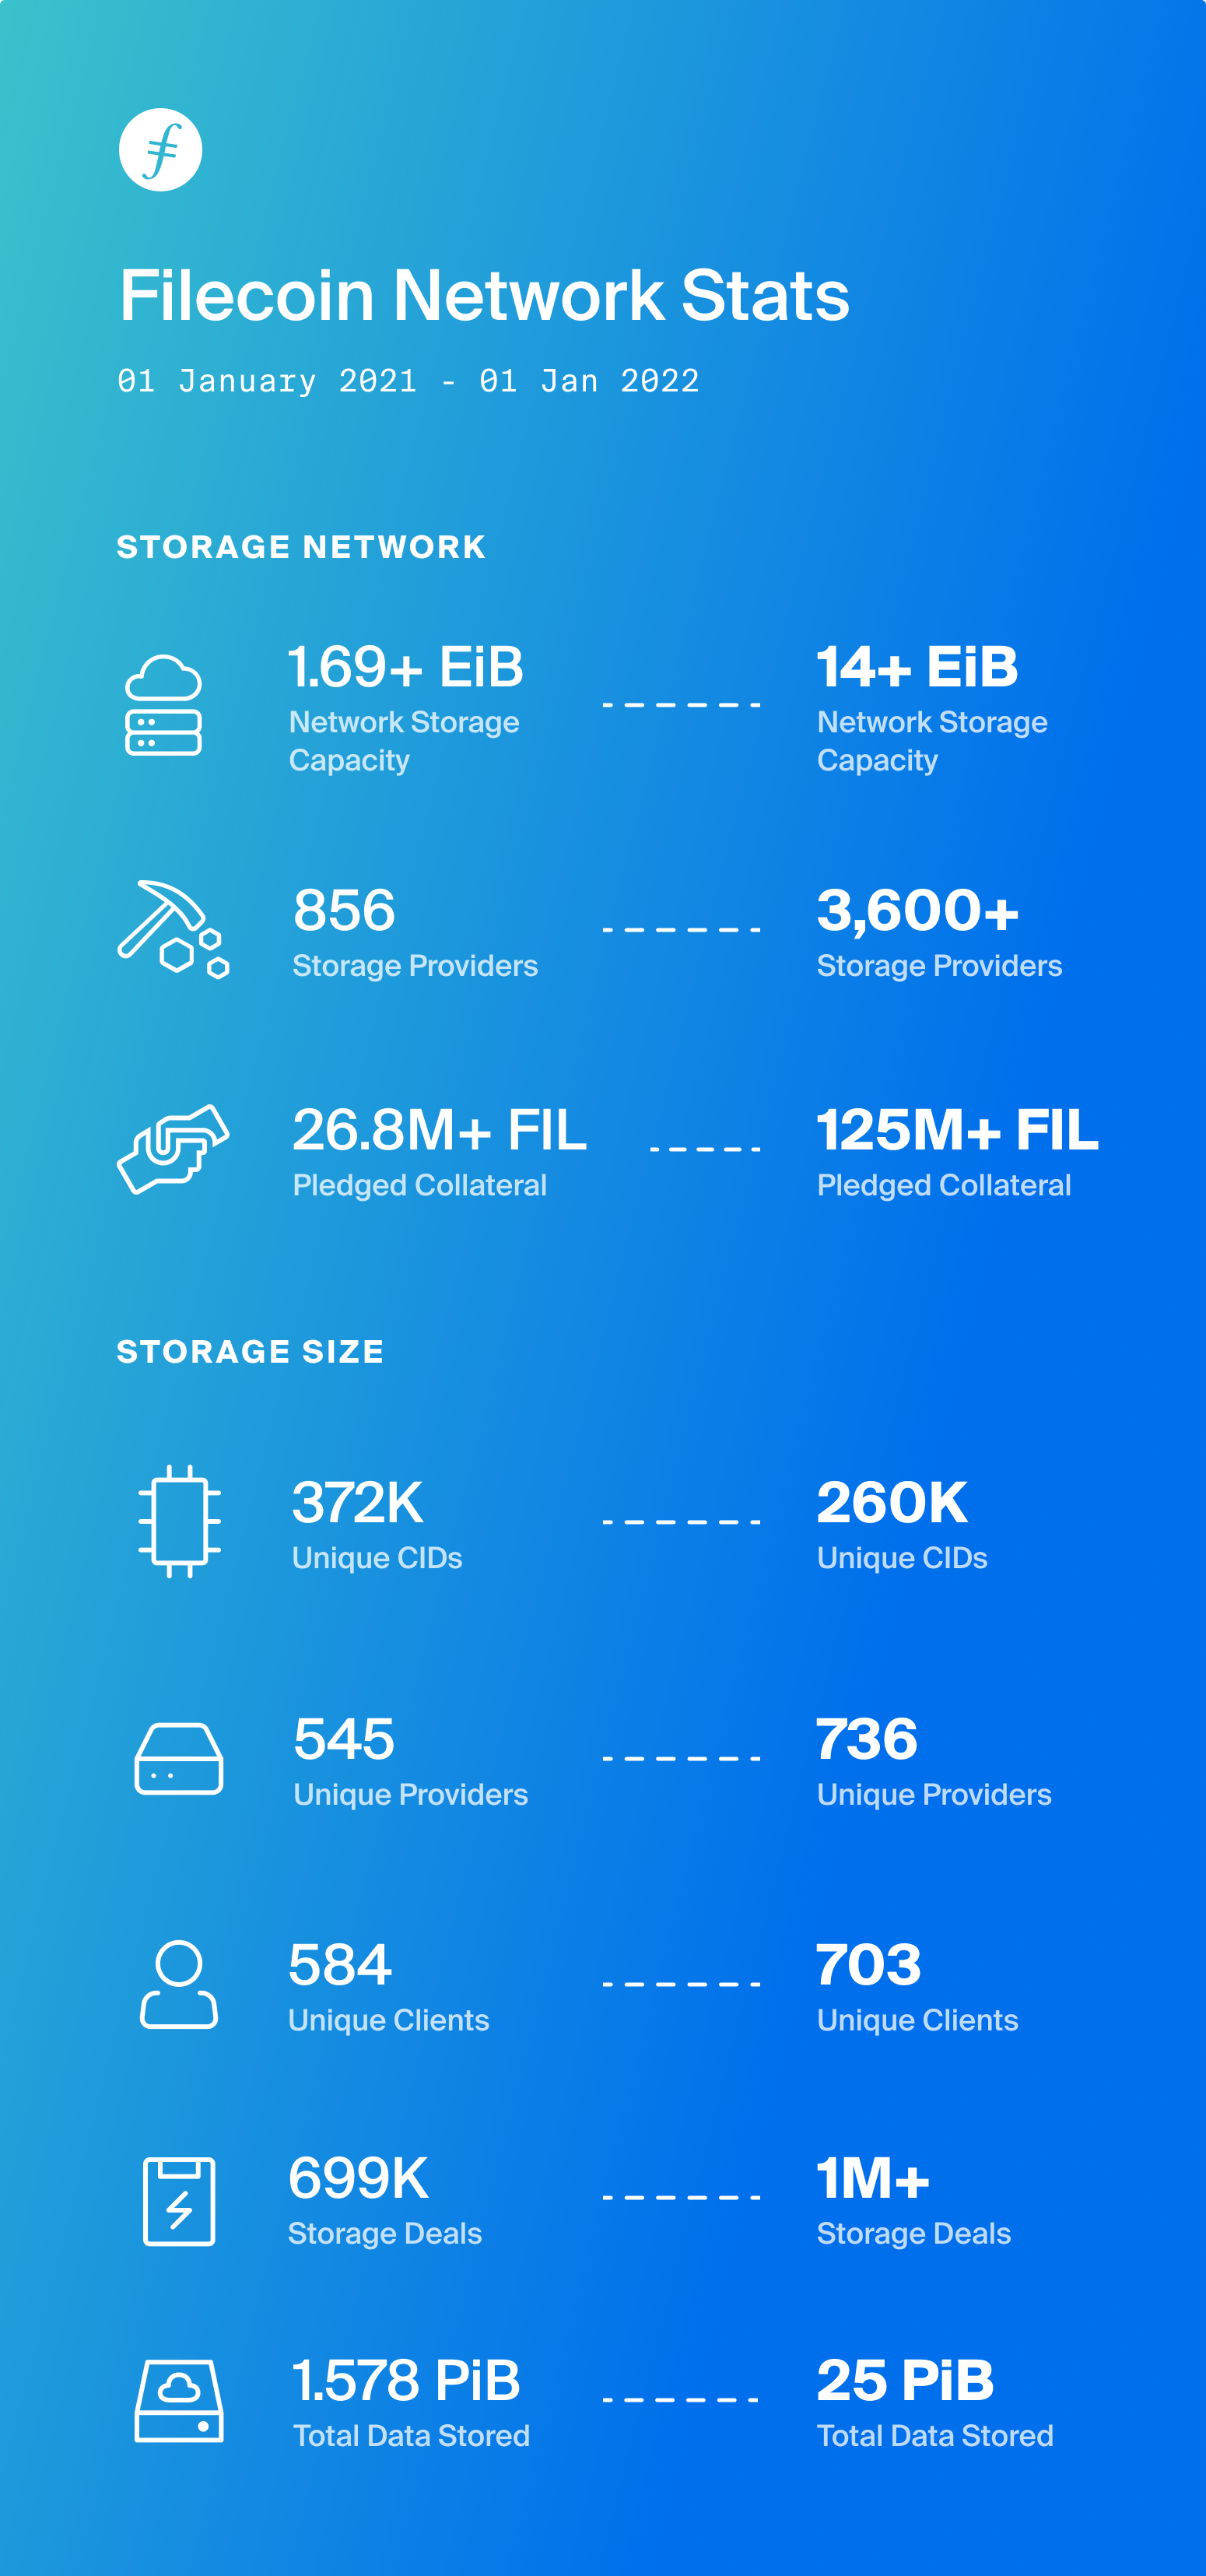 Filecoin Network Stats
01 January 2021 - 01 Jan 2022
STORAGE NETWORK
1.69+ EiB
Network Storage
Capacity
14+ EiB
Network Storage
Capacity
856
Storage Providers
3,600+
Storage Providers
26.8M+ FIL
Pledged Collateral
125M+ FIL
Pledged Collateral
STORAGE SIZE
372K
Unique CIDs
260K
Unique CIDs
545
Unique Providers
736
Unique Providers
584
Unique Clients
703
Unique Clients
699K
Storage Deals
1M+
Storage Deals
1.578 PiB
Total Data Stored
25 PiB
Total Data Stored